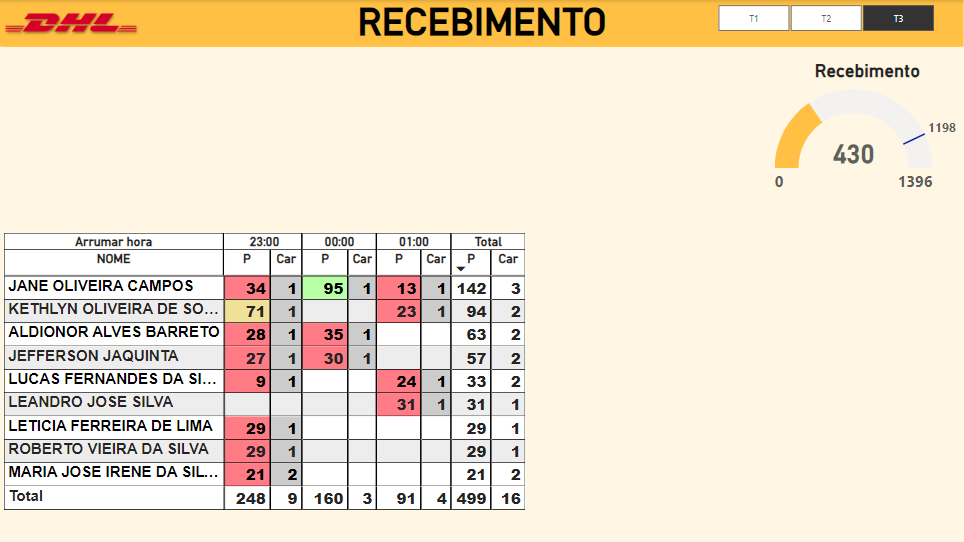 DHL
RECEBIMENTO
T1 T2 T3
Recebimento
1198
430
0 1396
Arrumar hora 23:00 00:00 01:00 Total
NOME P Car P Car P Car P Car
JANE OLIVEIRA CAMPOS 34 1 95 1 13 1 142 3
KETHLYN OLIVEIRA DE SO... 71 1 23 1 94 2
ALDIONOR ALVES BARRETO 28 1 35 1 63 2
JEFFERSON JAQUINTA 27 1 30 1 57 2
LUCAS FERNANDES DA SI... 9 1 24 1 33 2
LEANDRO JOSE SILVA 31 1 31 1
LETICIA FERREIRA DE LIMA 29 1 29 1
ROBERTO VIEIRA DA SILVA 29 1 29 1
MARIA JOSE IRENE DA SIL... 21 2 21 2
Total 248 9 160 3 91 4 499 16